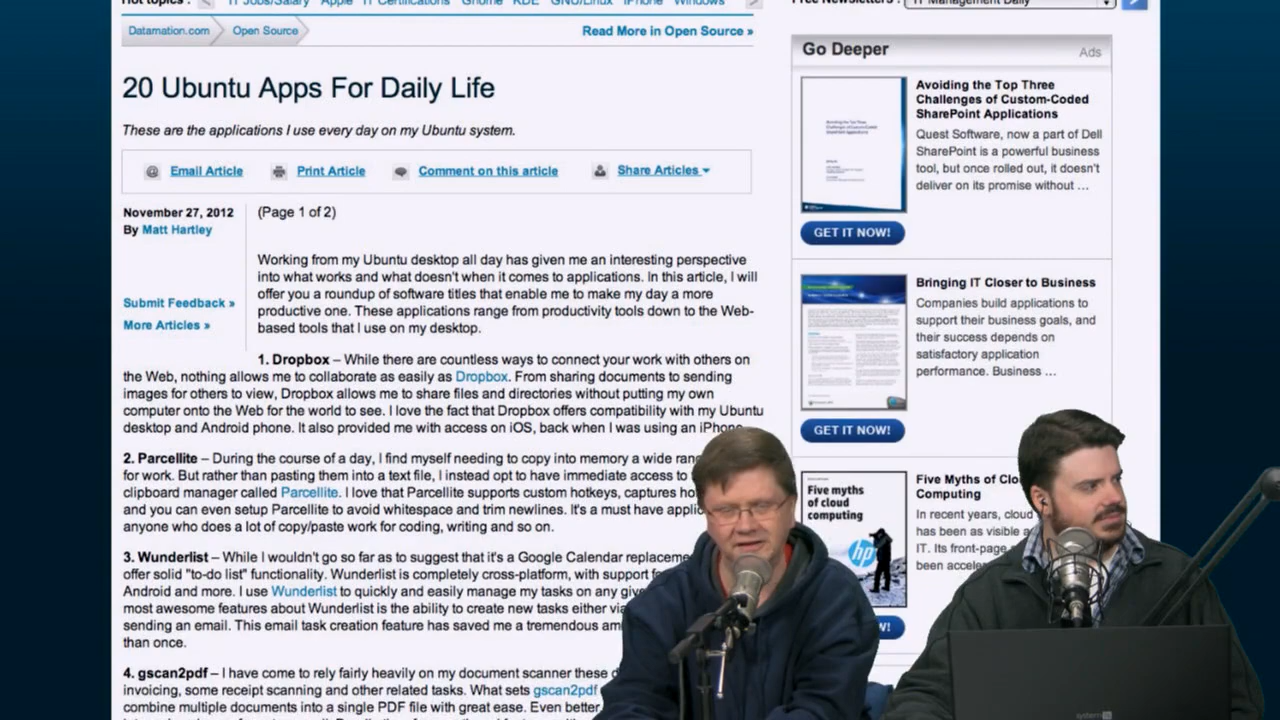 Hot topics :
IT Jobs/Salary Apple IT Certifications Gnome KDE GNU/Linux iPhone Windows
Free Newsletters :
IT Management Daily
Datamation.com
Open Source
Read More in Open Source »
20 Ubuntu Apps For Daily Life
These are the applications I use every day on my Ubuntu system.
Email Article
Print Article
Comment on this article
Share Articles
November 27, 2012
By Matt Hartley
Submit Feedback »
More Articles »
(Page 1 of 2)
Working from my Ubuntu desktop all day has given me an interesting perspective
into what works and what doesn't when it comes to applications. In this article, I will
offer you a roundup of software titles that enable me to make my day a more
productive one. These applications range from productivity tools down to the Web-
based tools that I use on my desktop.
1. Dropbox – While there are countless ways to connect your work with others on
the Web, nothing allows me to collaborate as easily as Dropbox. From sharing documents to sending
images for others to view, Dropbox allows me to share files and directories without putting my own
computer onto the Web for the world to see. I love the fact that Dropbox offers compatibility with my Ubuntu
desktop and Android phone. It also provided me with access on iOS, back when I was using an iPhone.
2. Parcellite – During the course of a day, I find myself needing to copy into memory a wide ran
for work. But rather than pasting them into a text file, I instead opt to have immediate access to
clipboard manager called Parcellite. I love that Parcellite supports custom hotkeys, captures ho
and you can even setup Parcellite to avoid whitespace and trim newlines. It's a must have applic
anyone who does a lot of copy/paste work for coding, writing and so on.
3. Wunderlist – While I wouldn't go so far as to suggest that it's a Google Calendar replaceme
offer solid "to-do list" functionality. Wunderlist is completely cross-platform, with support f
Android and more. I use Wunderlist to quickly and easily manage my tasks on any giv
most awesome features about Wunderlist is the ability to create new tasks either via
sending an email. This email task creation feature has saved me a tremendous am
than once.
4. gscan2pdf – I have come to rely fairly heavily on my document scanner these d
invoicing, some receipt scanning and other related tasks. What sets gscan2pdf
combine multiple documents into a single PDF file with great ease. Even better
Go Deeper
Ads
Avoiding the Top Three
Challenges of Custom-Coded
SharePoint Applications
Quest Software, now a part of Dell
SharePoint is a powerful business
tool, but once rolled out, it doesn't
deliver on its promise without ...
GET IT NOW!
Bringing IT Closer to Business
Companies build applications to
support their business goals, and
their success depends on
satisfactory application
performance. Business ...
GET IT NOW!
Five myths
of cloud
computing
hp
Five Myths of Clou
Computing
In recent years, cloud
has been as visible a
IT. Its front-page
been acceler
W!